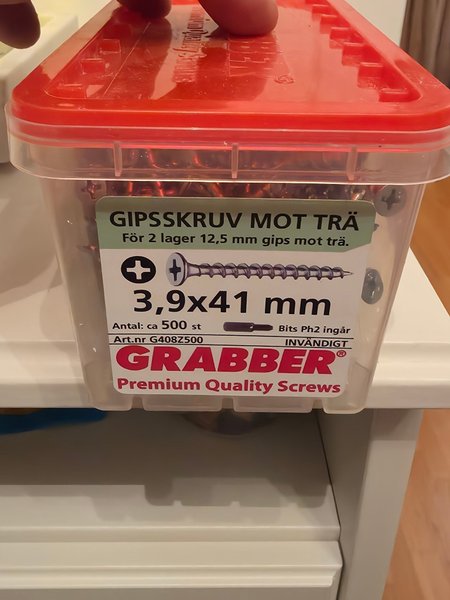 GIPSSKRUV MOT TRÄ
För 2 lager 12,5 mm gips mot trä.
3,9x41 mm
Antal: ca 500 st Bits Ph2 ingår
Art.nr G408Z500 INVÄNDIGT
GRABBER®
Premium Quality Screws